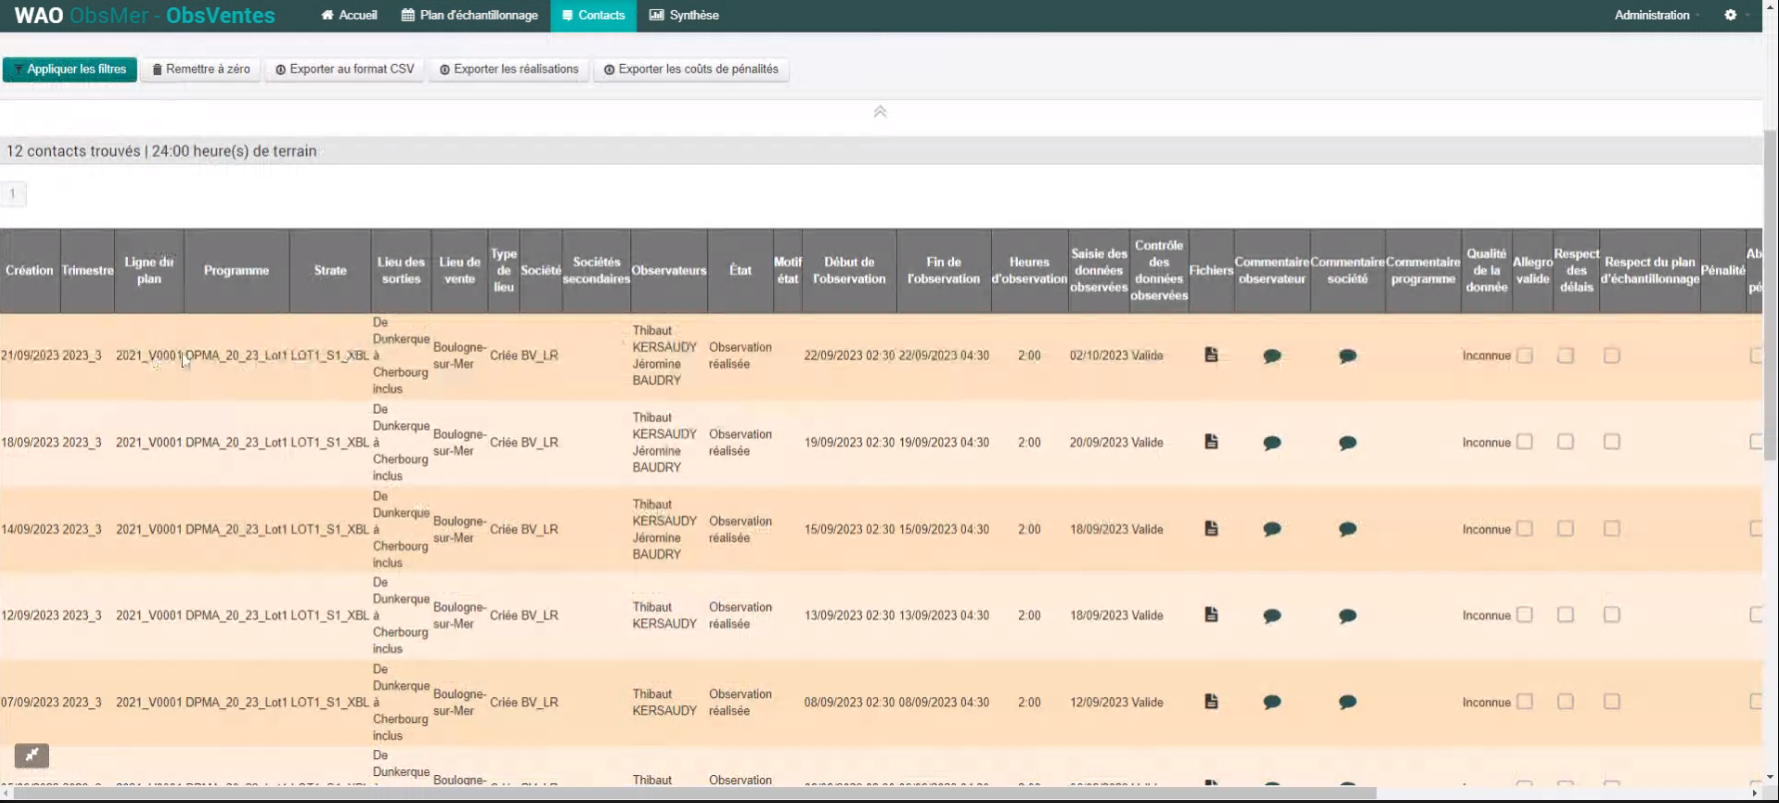 WAO ObsMer - ObsVentes Accueil Plan d'échantillonnage Contacts Synthèse Administration
Appliquer les filtres Remettre à zéro Exporter au format CSV Exporter les réalisations Exporter les coûts de pénalités
12 contacts trouvés | 24:00 heure(s) de terrain
1
Création Trimestre Ligne du plan Programme Strate Lieu des sorties Lieu de vente Type de lieu Société Sociétés secondaires Observateurs État Motif état Début de l'observation Fin de l'observation Heures d'observation Saisie des données observées Contrôle des données observées Fichiers Commentaire observateur Commentaire société Commentaire programme Qualité de la donnée Allegro valide Respect des délais Respect du plan d'échantillonnage Pénalité Ab pé
21/09/2023 2023_3 2021_V0001 DPMA_20_23_Lot1 LOT1_S1_XBL De Dunkerque à Cherbourg inclus Boulogne-sur-Mer Criée BV_LR Thibaut KERSAUDY Jéromine BAUDRY Observation réalisée 22/09/2023 02:30 22/09/2023 04:30 2:00 02/10/2023 Valide Inconnue
18/09/2023 2023_3 2021_V0001 DPMA_20_23_Lot1 LOT1_S1_XBL De Dunkerque à Cherbourg inclus Boulogne-sur-Mer Criée BV_LR Thibaut KERSAUDY Jéromine BAUDRY Observation réalisée 19/09/2023 02:30 19/09/2023 04:30 2:00 20/09/2023 Valide Inconnue
14/09/2023 2023_3 2021_V0001 DPMA_20_23_Lot1 LOT1_S1_XBL De Dunkerque à Cherbourg inclus Boulogne-sur-Mer Criée BV_LR Thibaut KERSAUDY Jéromine BAUDRY Observation réalisée 15/09/2023 02:30 15/09/2023 04:30 2:00 18/09/2023 Valide Inconnue
12/09/2023 2023_3 2021_V0001 DPMA_20_23_Lot1 LOT1_S1_XBL De Dunkerque à Cherbourg inclus Boulogne-sur-Mer Criée BV_LR Thibaut KERSAUDY Observation réalisée 13/09/2023 02:30 13/09/2023 04:30 2:00 18/09/2023 Valide Inconnue
07/09/2023 2023_3 2021_V0001 DPMA_20_23_Lot1 LOT1_S1_XBL De Dunkerque à Cherbourg inclus Boulogne-sur-Mer Criée BV_LR Thibaut KERSAUDY Observation réalisée 08/09/2023 02:30 08/09/2023 04:30 2:00 12/09/2023 Valide Inconnue
De Dunkerque Boulogne- Thibaut Observation